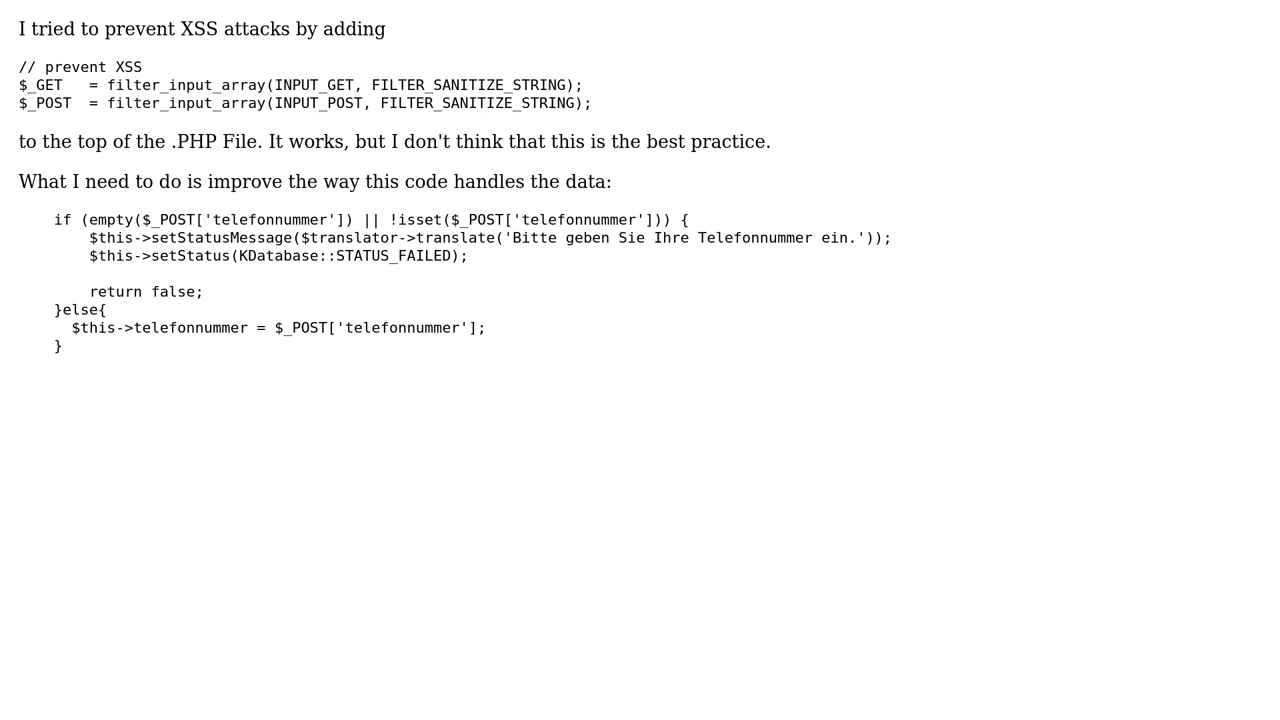 I tried to prevent XSS attacks by adding
// prevent XSS
$_GET   = filter_input_array(INPUT_GET, FILTER_SANITIZE_STRING);
$_POST  = filter_input_array(INPUT_POST, FILTER_SANITIZE_STRING);
to the top of the .PHP File. It works, but I don't think that this is the best practice.
What I need to do is improve the way this code handles the data:
    if (empty($_POST['telefonnummer']) || !isset($_POST['telefonnummer'])) {
        $this->setStatusMessage($translator->translate('Bitte geben Sie Ihre Telefonnummer ein.'));
        $this->setStatus(KDatabase::STATUS_FAILED);
        return false;
    }else{
      $this->telefonnummer = $_POST['telefonnummer'];
    }